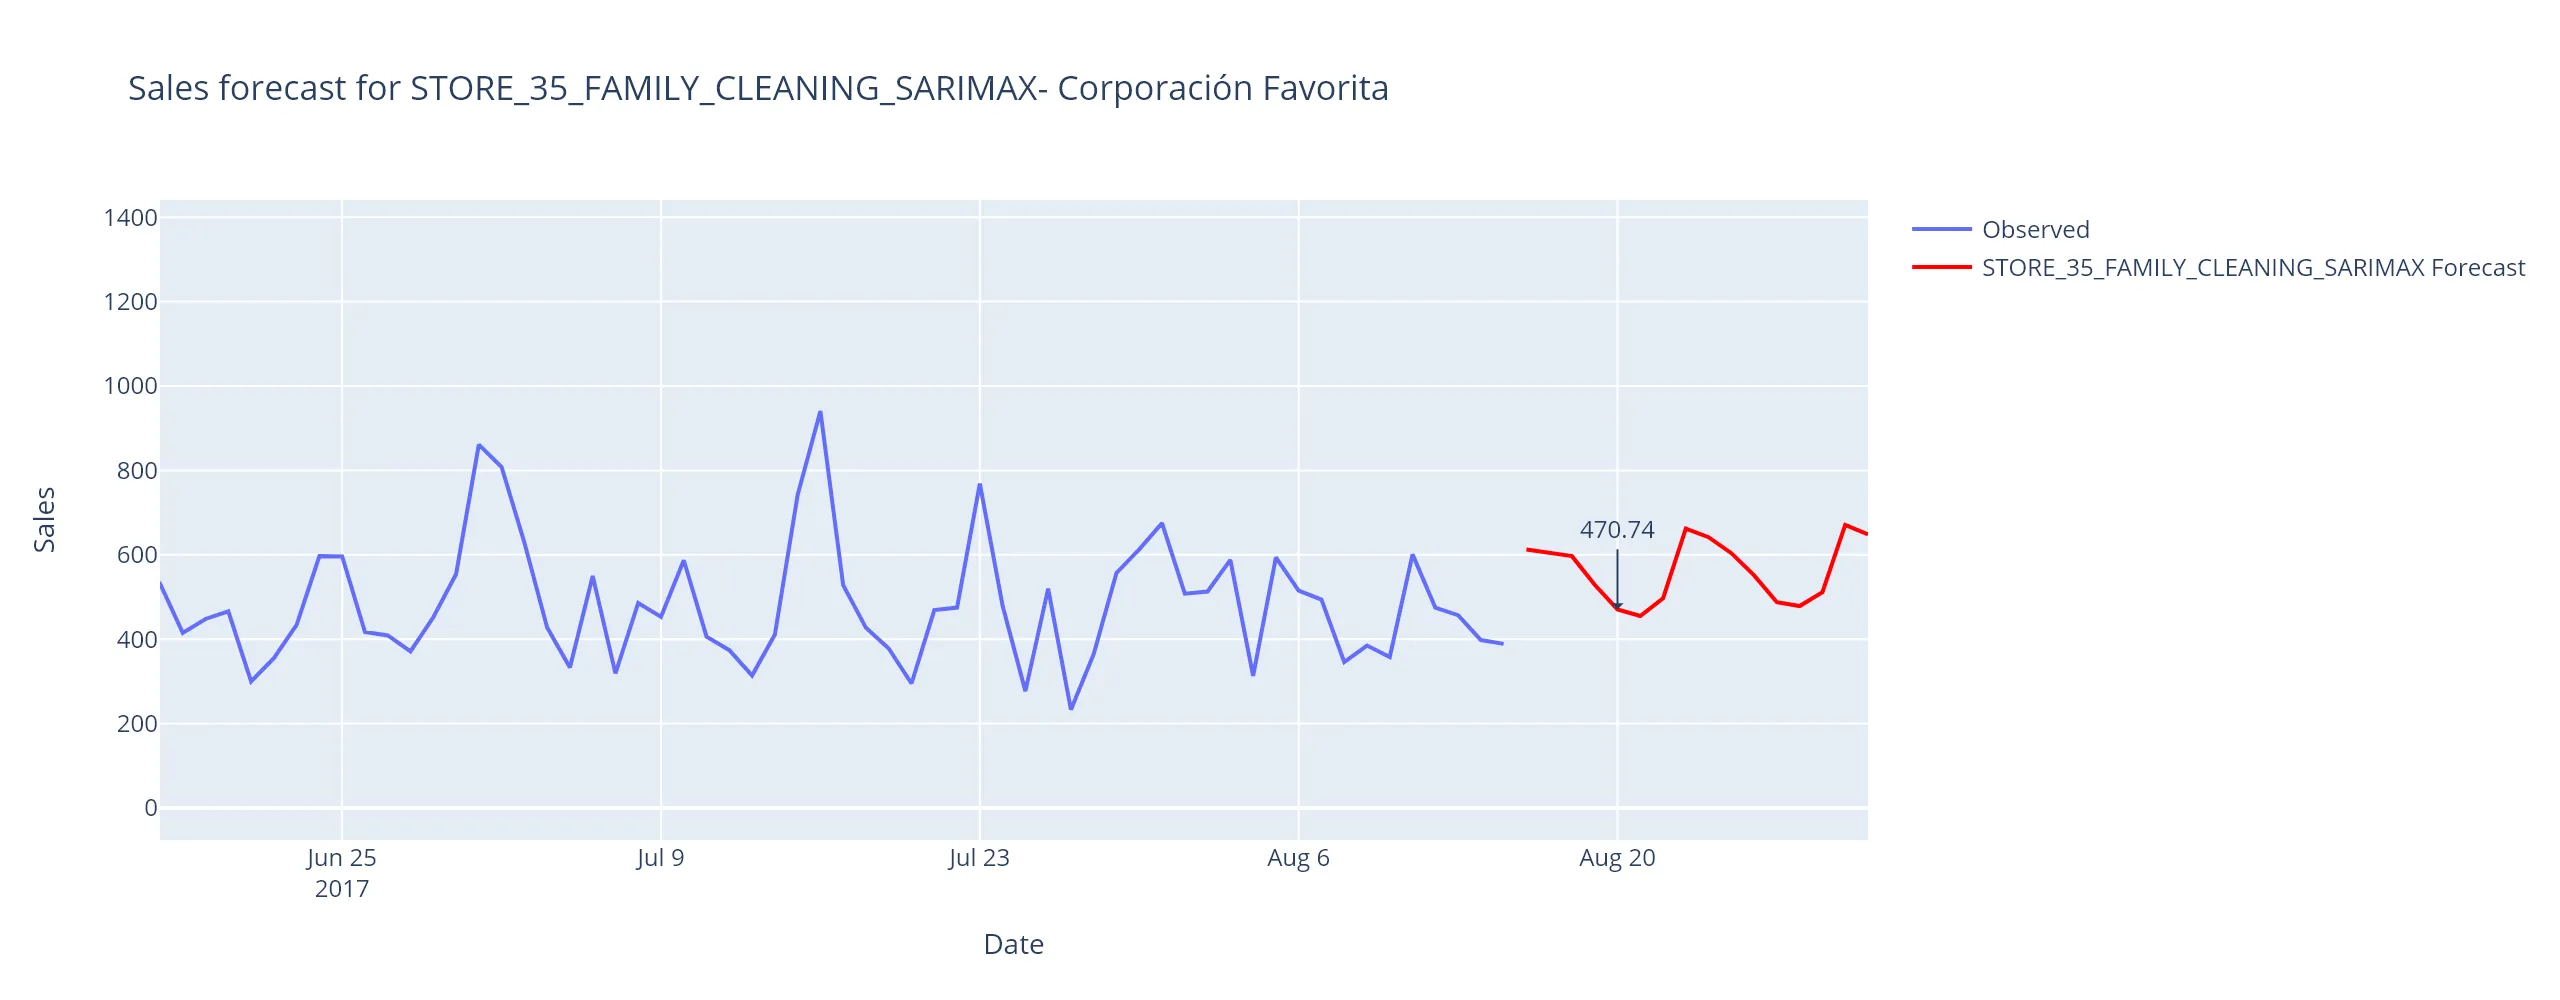 Sales forecast for STORE_35_FAMILY_CLEANING_SARIMAX- Corporación Favorita
1400
1200
1000
800
600
400
200
0
Sales
470.74
Jun 25
2017
Jul 9
Jul 23
Aug 6
Aug 20
Date
Observed
STORE_35_FAMILY_CLEANING_SARIMAX Forecast